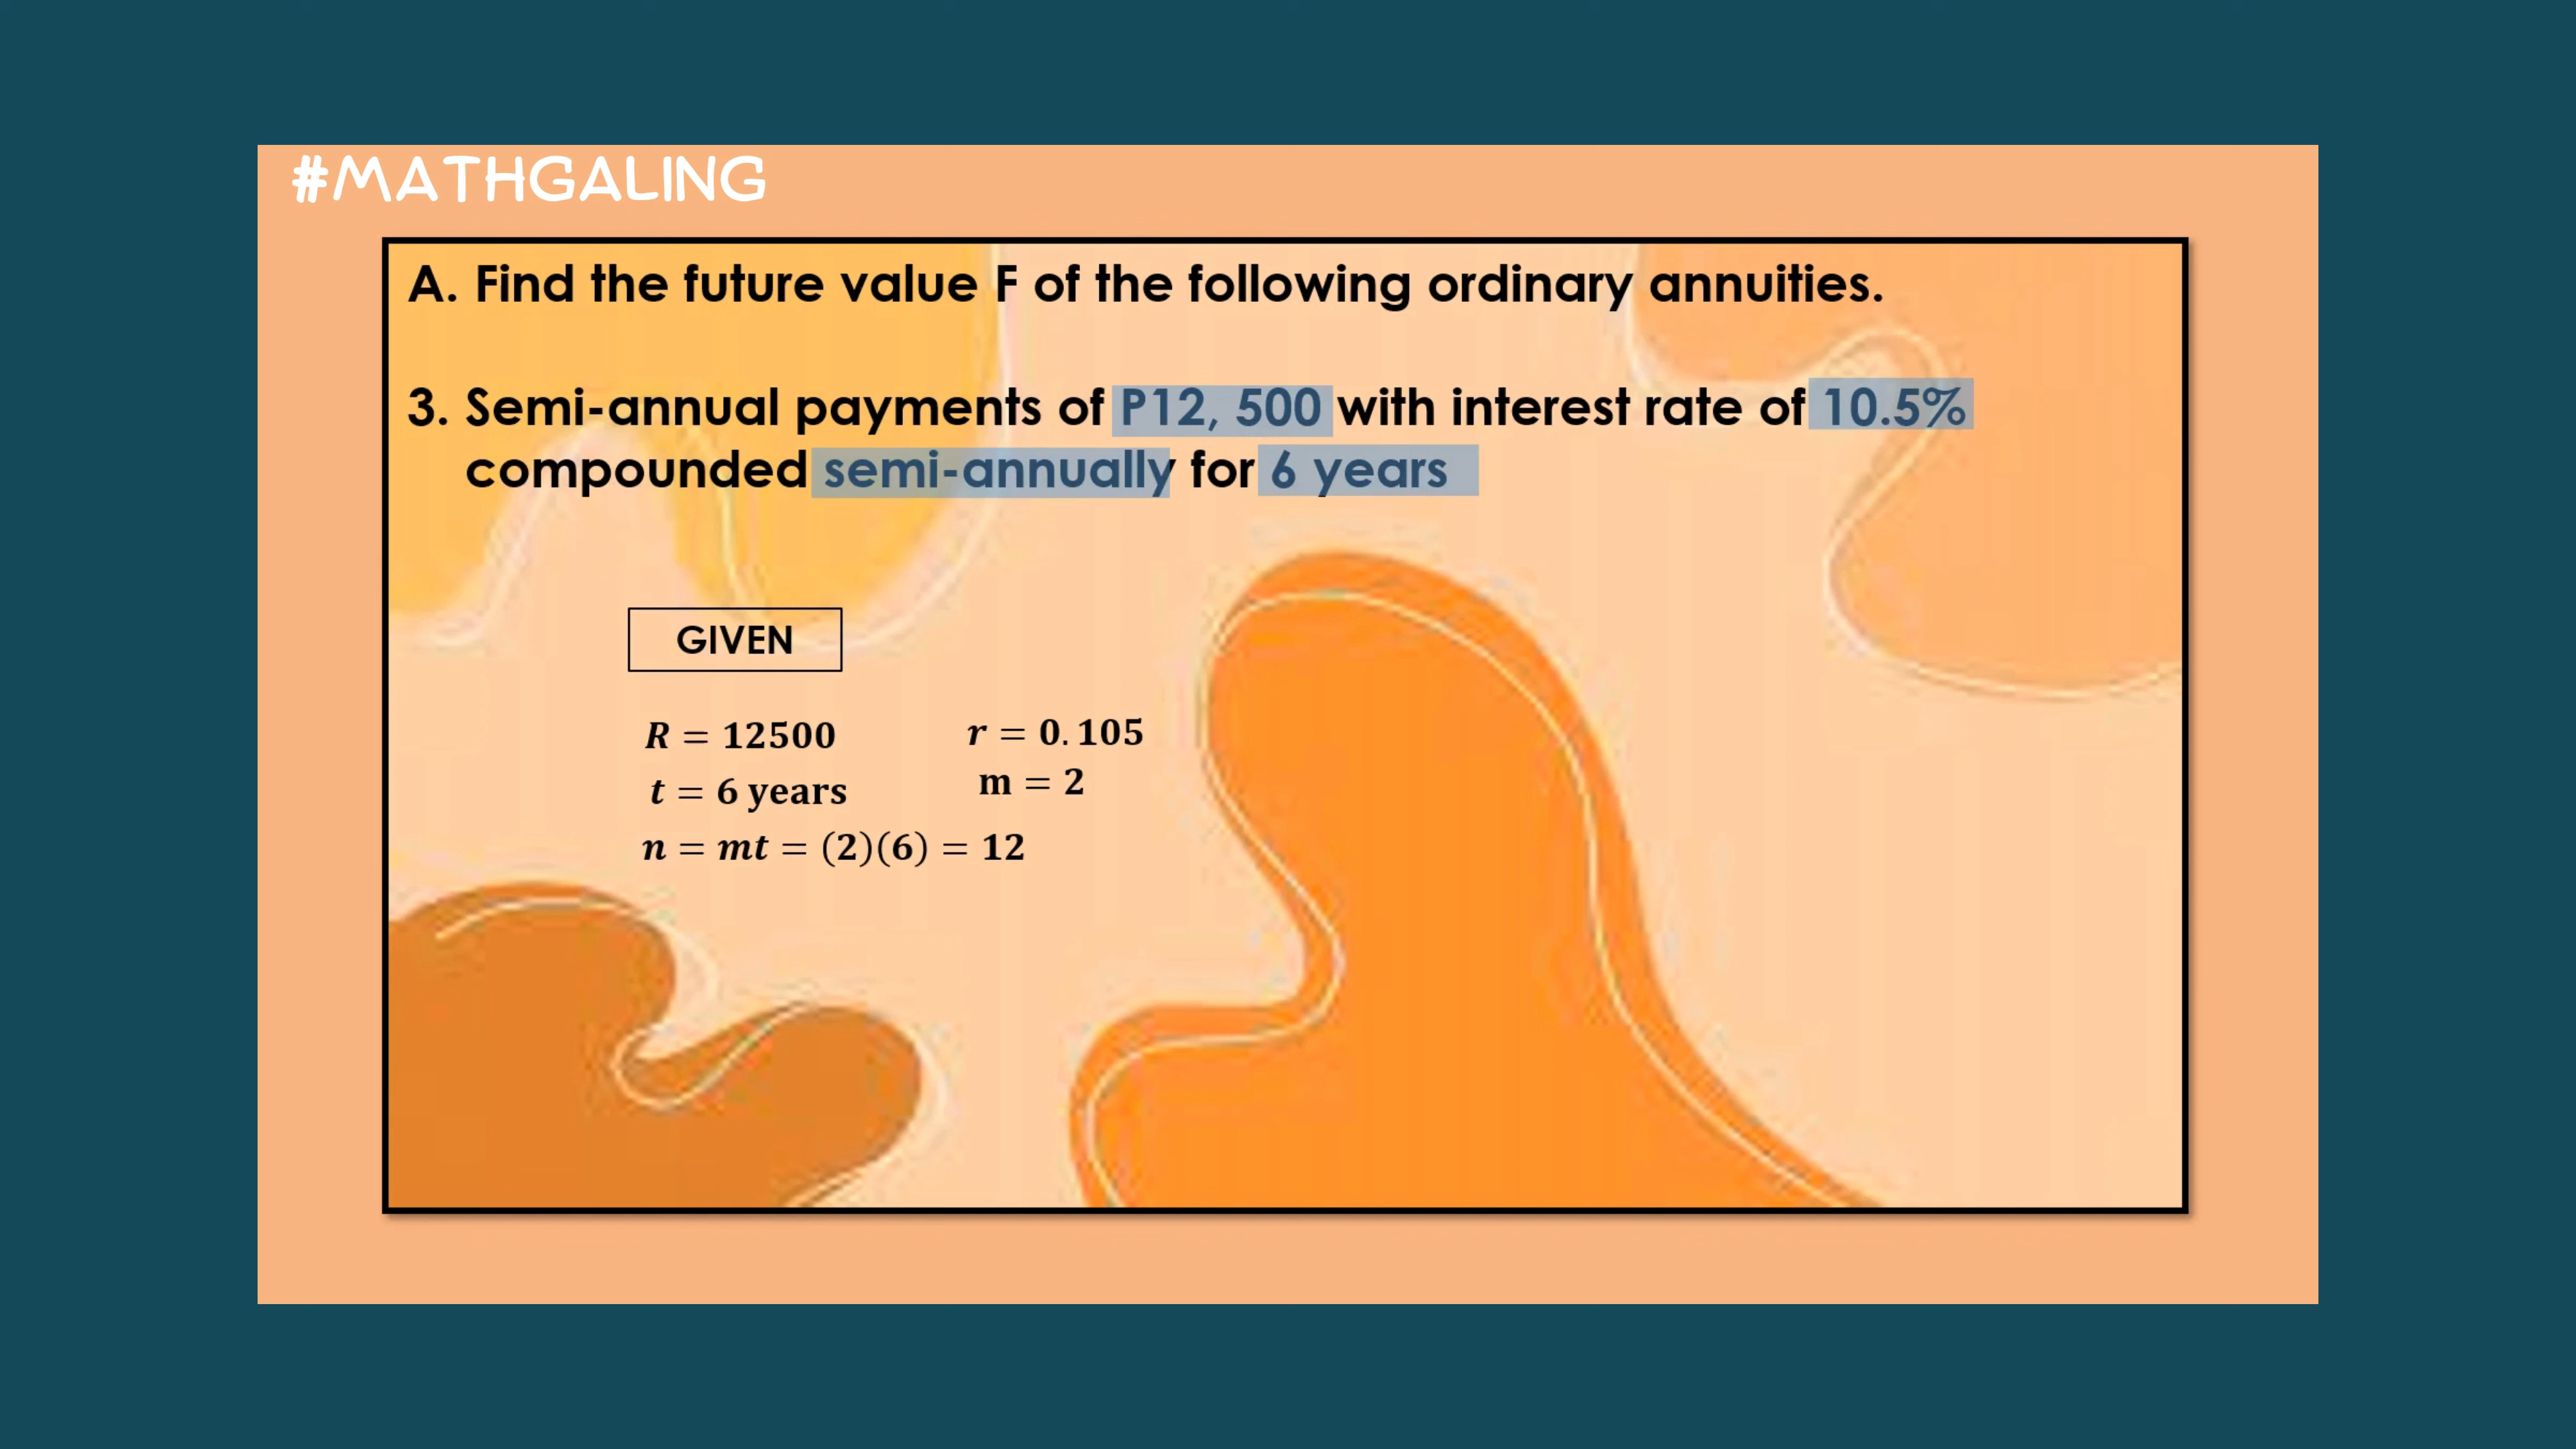 #MATHGALING
A. Find the future value F of the following ordinary annuities.
3. Semi-annual payments of P12, 500 with interest rate of 10.5%
compounded semi-annually for 6 years
GIVEN
R = 12500
r = 0.105
t = 6 years
m = 2
n = mt = (2)(6) = 12